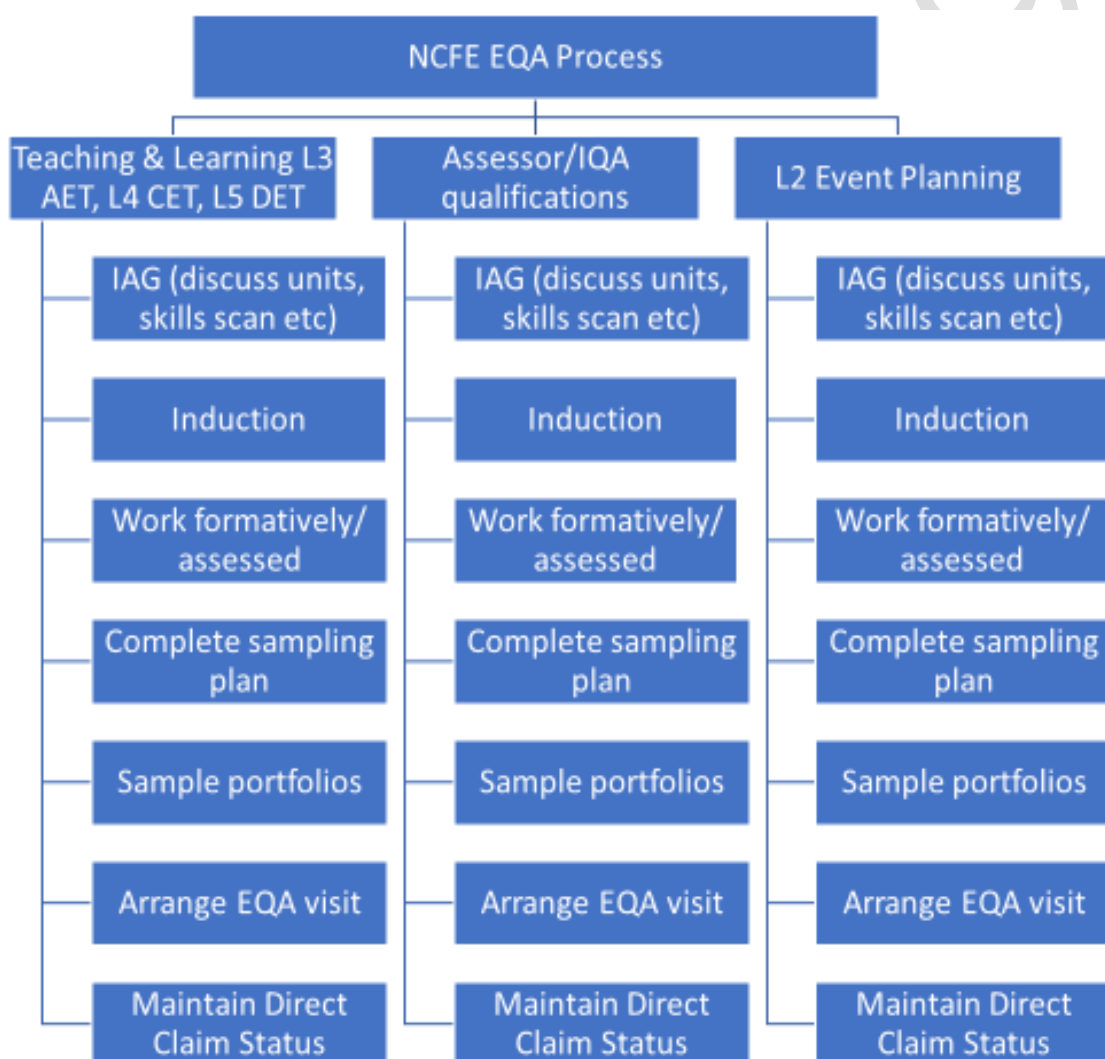 NCFE EQA Process
Teaching & Learning L3
AET, L4 CET, L5 DET
IAG (discuss units,
skills scan etc)
Induction
Work formatively/
assessed
Complete sampling
plan
Sample portfolios
Arrange EQA visit
Maintain Direct
Claim Status
Assessor/IQA
qualifications
IAG (discuss units,
skills scan etc)
Induction
Work formatively/
assessed
Complete sampling
plan
Sample portfolios
Arrange EQA visit
Maintain Direct
Claim Status
L2 Event Planning
IAG (discuss units,
skills scan etc)
Induction
Work formatively/
assessed
Complete sampling
plan
Sample portfolios
Arrange EQA visit
Maintain Direct
Claim Status